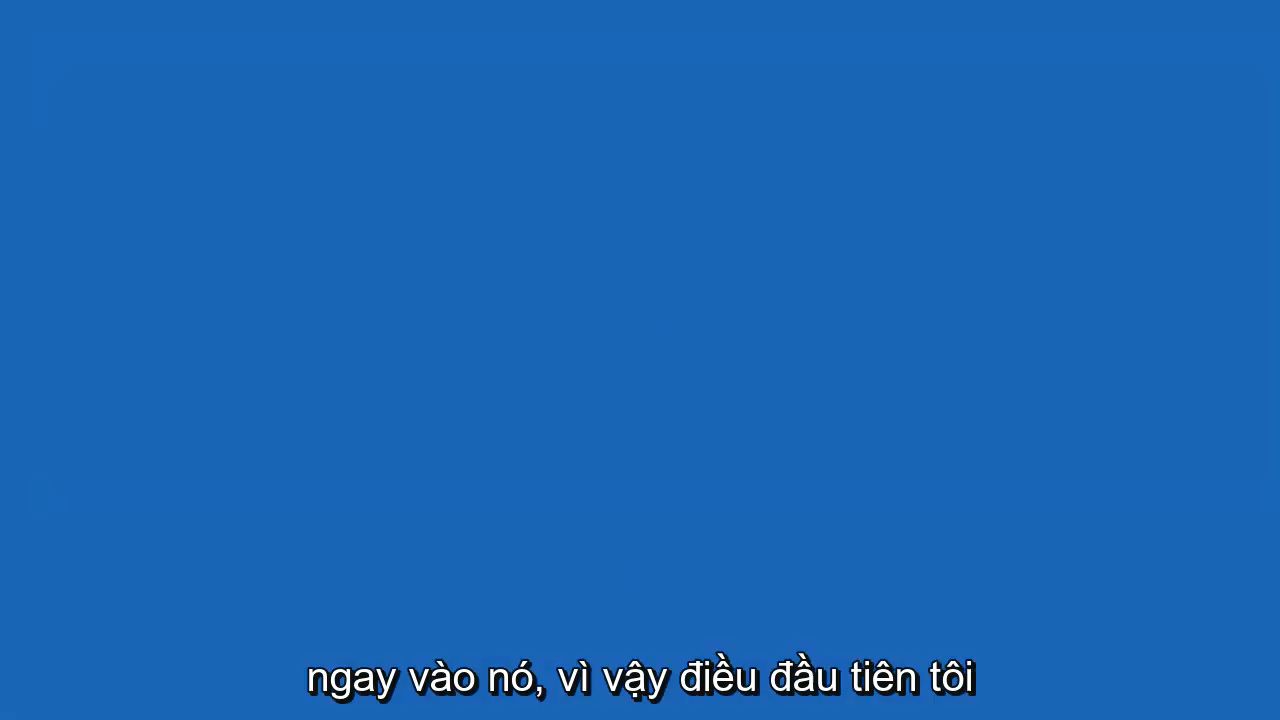 ngay vào nó, vì vậy điều đầu tiên tôi